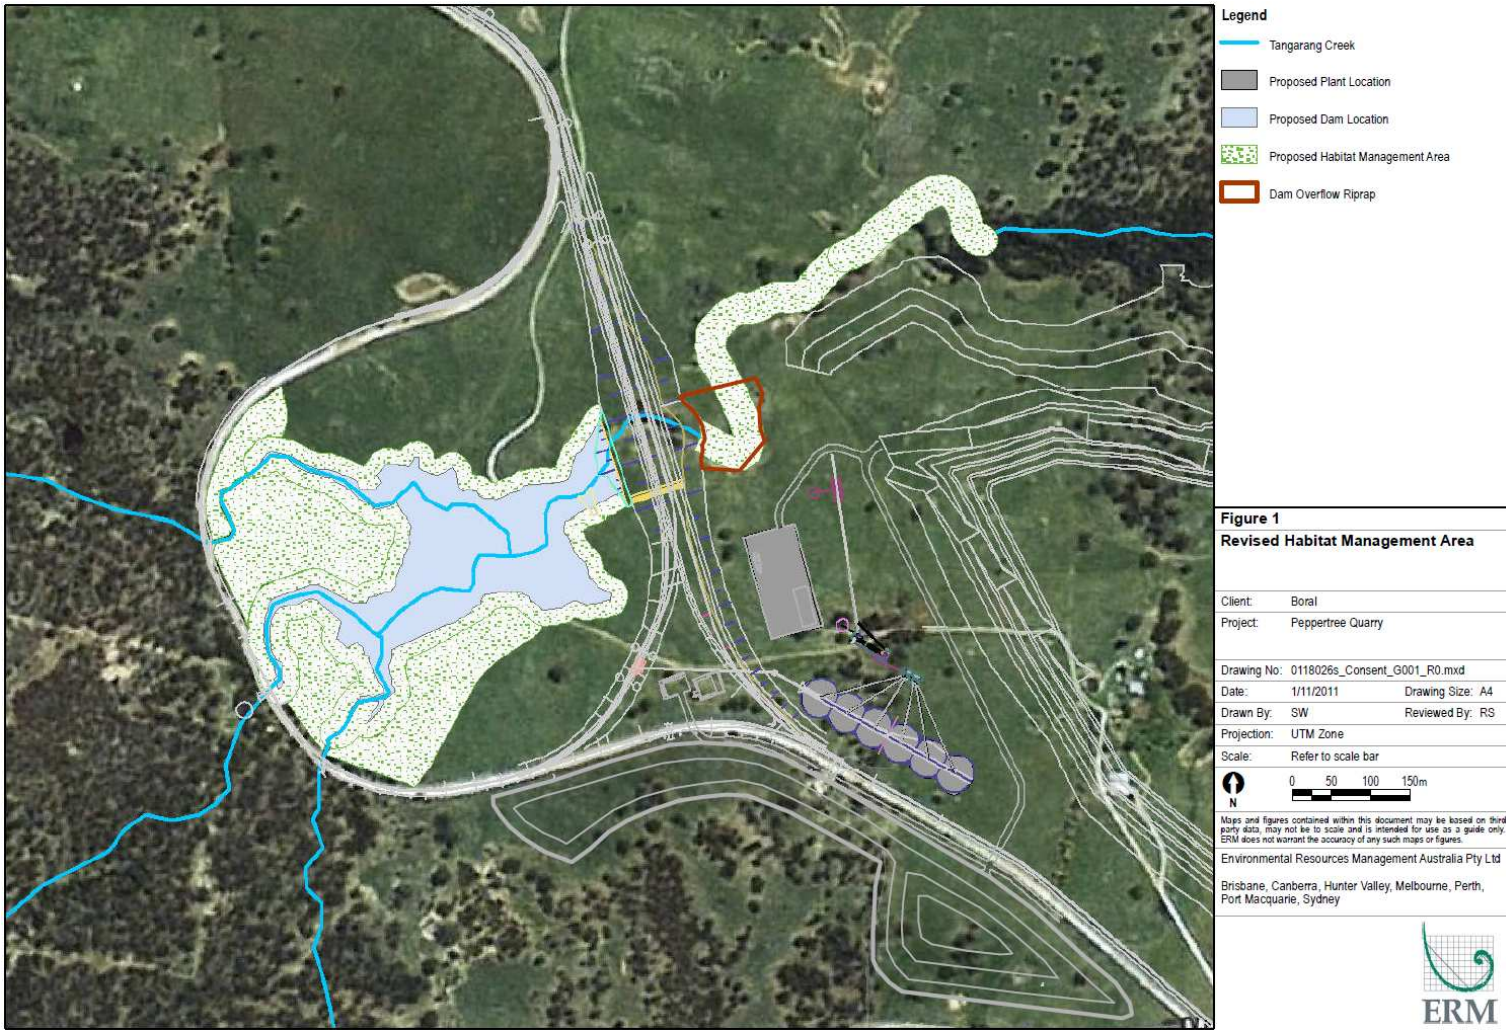 Legend
Tangarang Creek
Proposed Plant Location
Proposed Dam Location
Proposed Habitat Management Area
Dam Overflow Riprap
Figure 1
Revised Habitat Management Area
Client: Boral
Project: Peppertree Quarry
Drawing No: 0118026s_Consent_G001_R0.mxd
Date: 1/11/2011 Drawing Size: A4
Drawn By: SW Reviewed By: RS
Projection: UTM Zone
Scale: Refer to scale bar
0 50 100 150m
N
Maps and figures contained within this document may be based on third
party data, may not be to scale and is intended for use as a guide only.
ERM does not warrant the accuracy of any such maps or figures.
Environmental Resources Management Australia Pty Ltd
Brisbane, Canberra, Hunter Valley, Melbourne, Perth,
Port Macquarie, Sydney
ERM